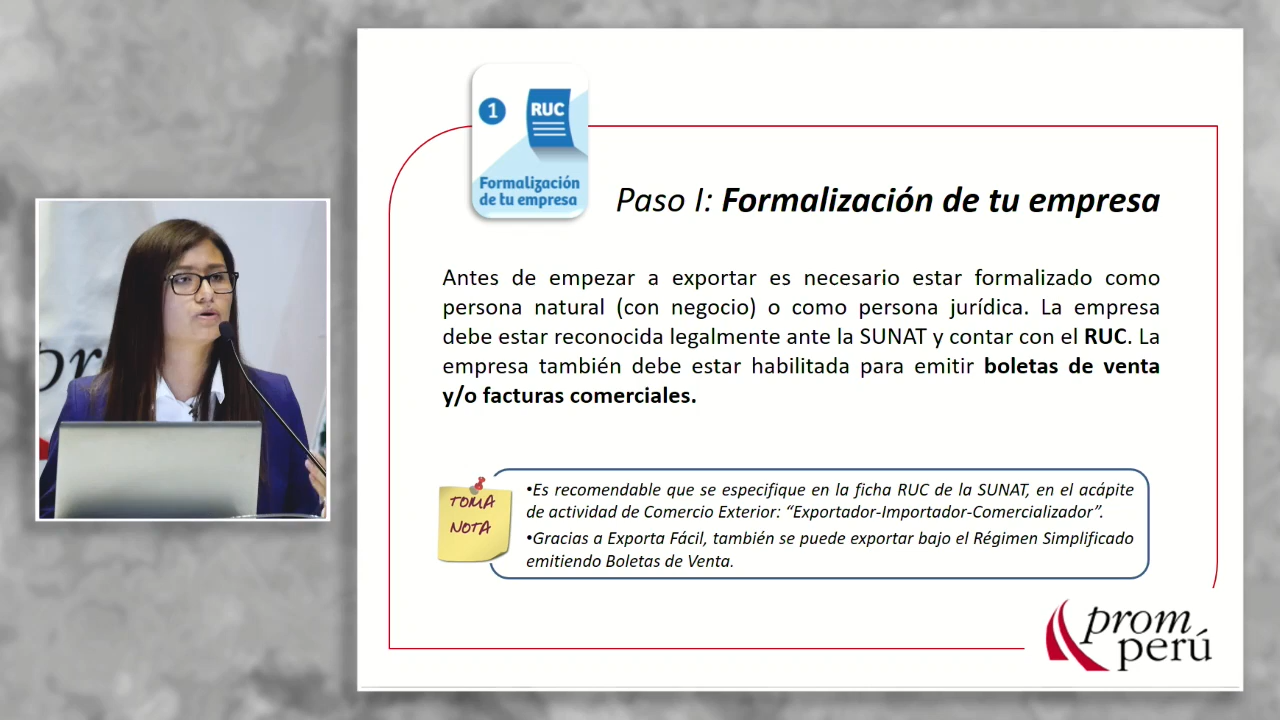 1
RUC
Formalización
de tu empresa
Paso I: Formalización de tu empresa
Antes de empezar a exportar es necesario estar formalizado como
persona natural (con negocio) o como persona jurídica. La empresa
debe estar reconocida legalmente ante la SUNAT y contar con el RUC. La
empresa también debe estar habilitada para emitir boletas de venta
y/o facturas comerciales.
TOMA
NOTA
•Es recomendable que se especifique en la ficha RUC de la SUNAT, en el acápite
de actividad de Comercio Exterior: “Exportador-Importador-Comercializador”.
•Gracias a Exporta Fácil, también se puede exportar bajo el Régimen Simplificado
emitiendo Boletas de Venta.
prom
perú